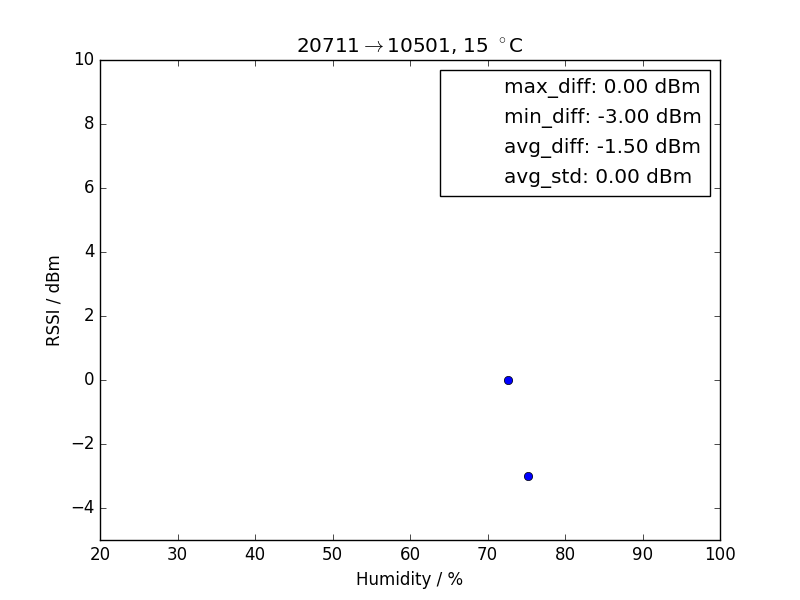 20711→10501, 15 °C
10
8
6
4
2
0
−2
−4
RSSI / dBm
max_diff: 0.00 dBm
min_diff: -3.00 dBm
avg_diff: -1.50 dBm
avg_std: 0.00 dBm
20 30 40 50 60 70 80 90 100
Humidity / %